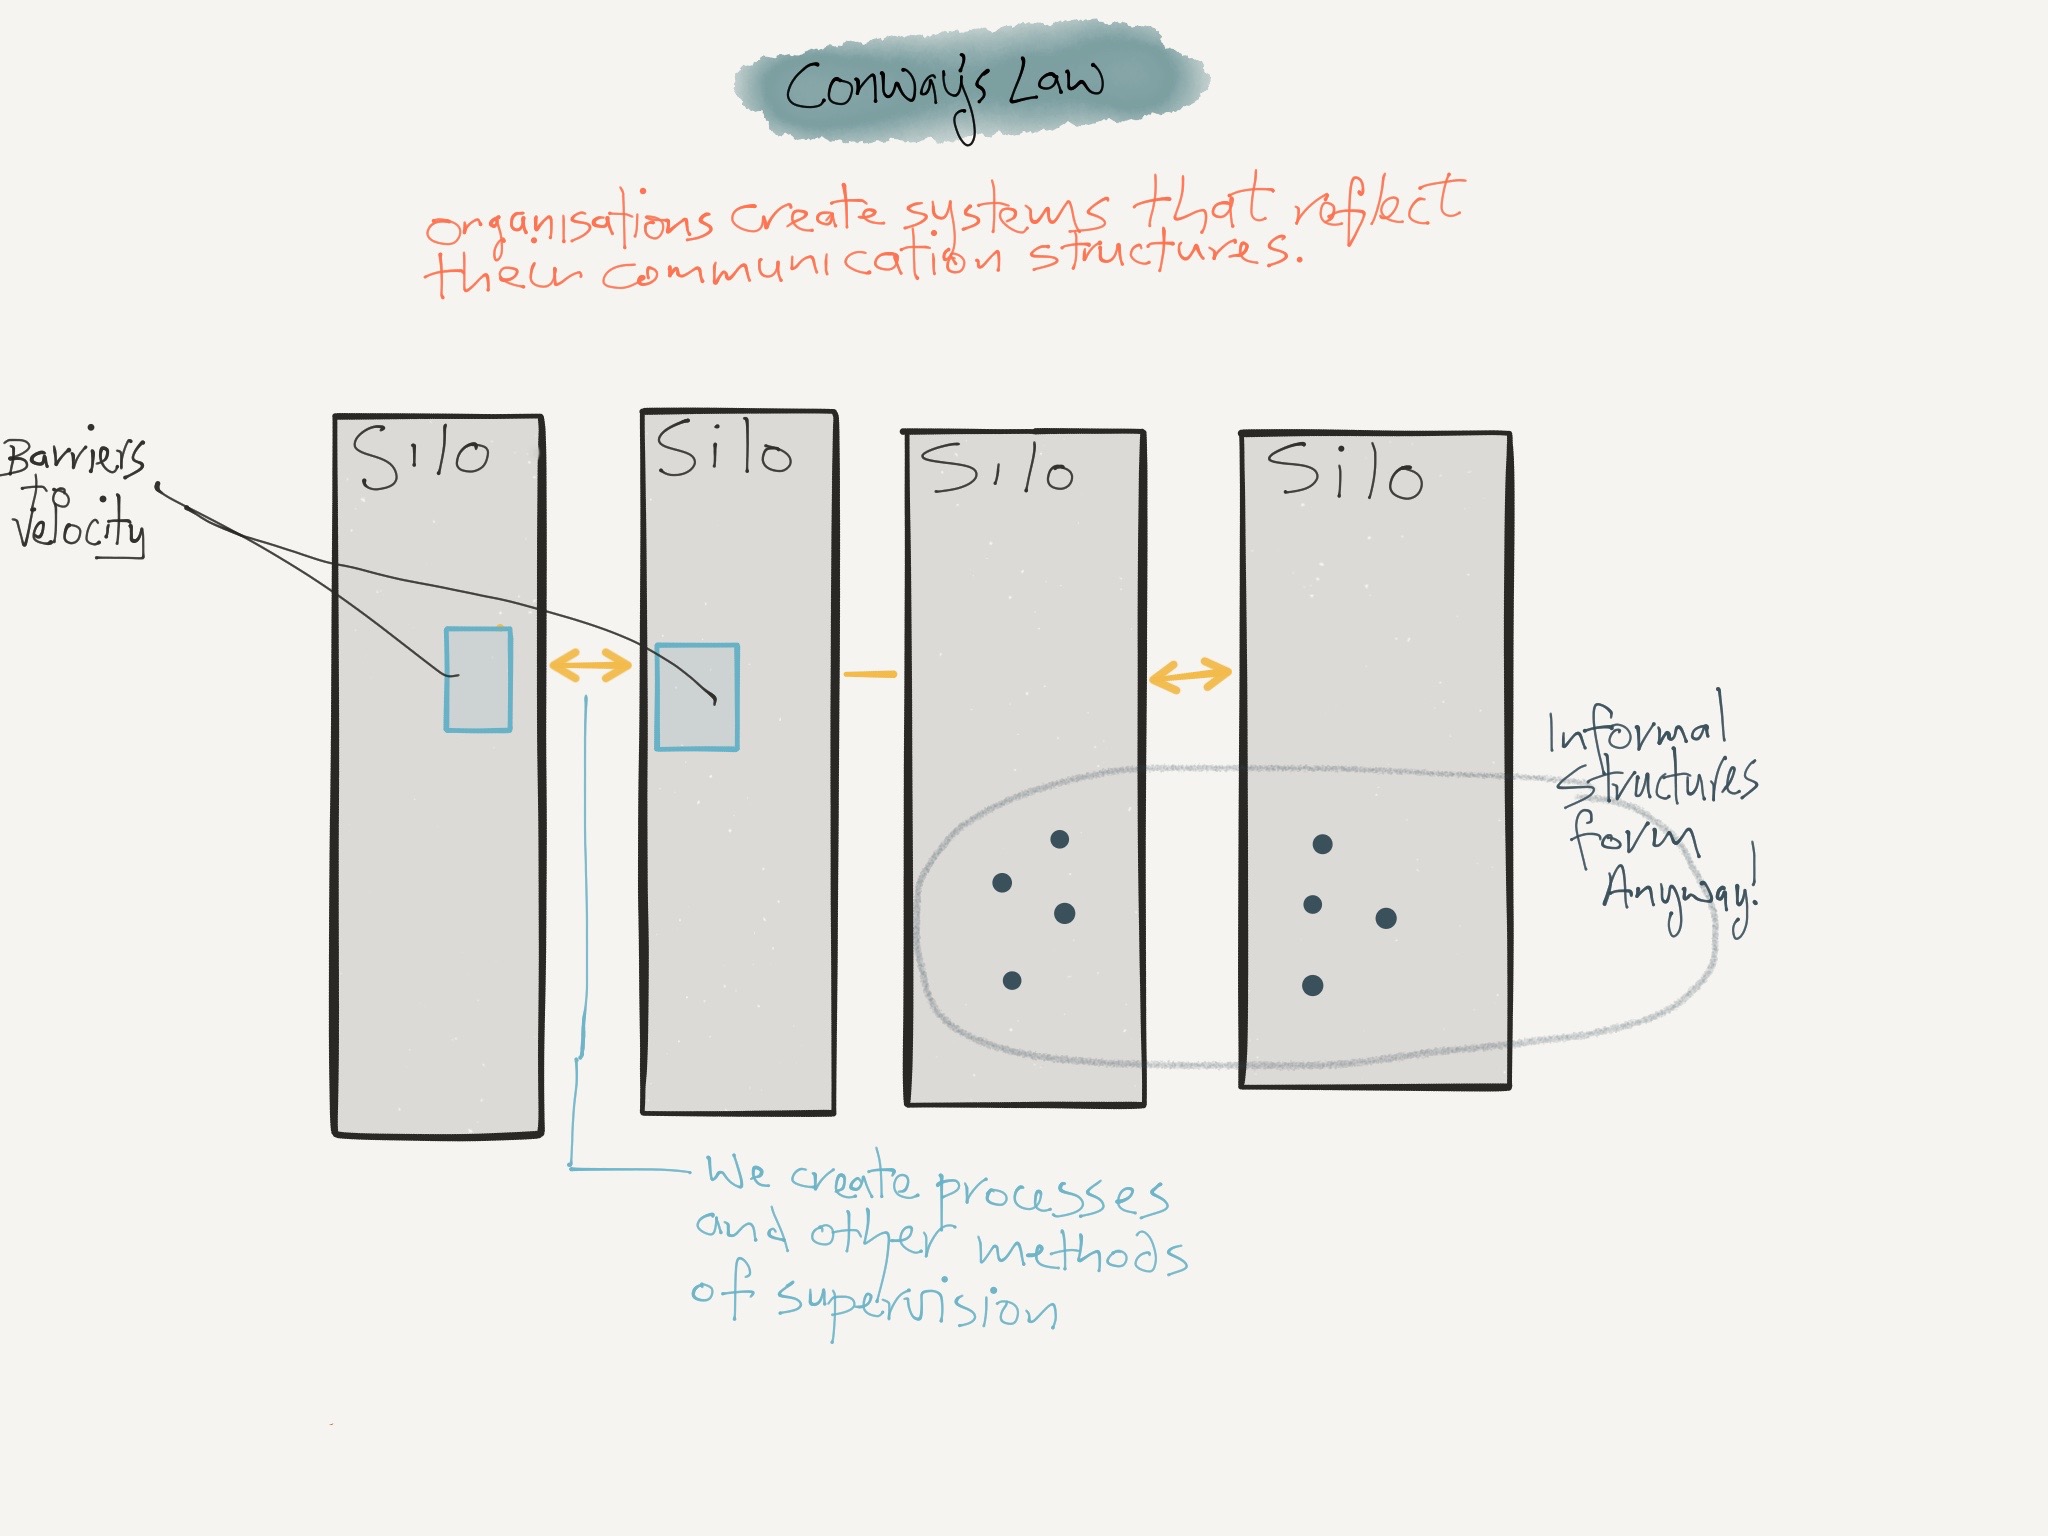 Conway's Law
organisations create systems that reflect
their communication structures.
Barriers
to
velocity
Silo
Silo
Silo
Silo
Informal
structures
form
Anyway!
We create processes
and other methods
of supervision